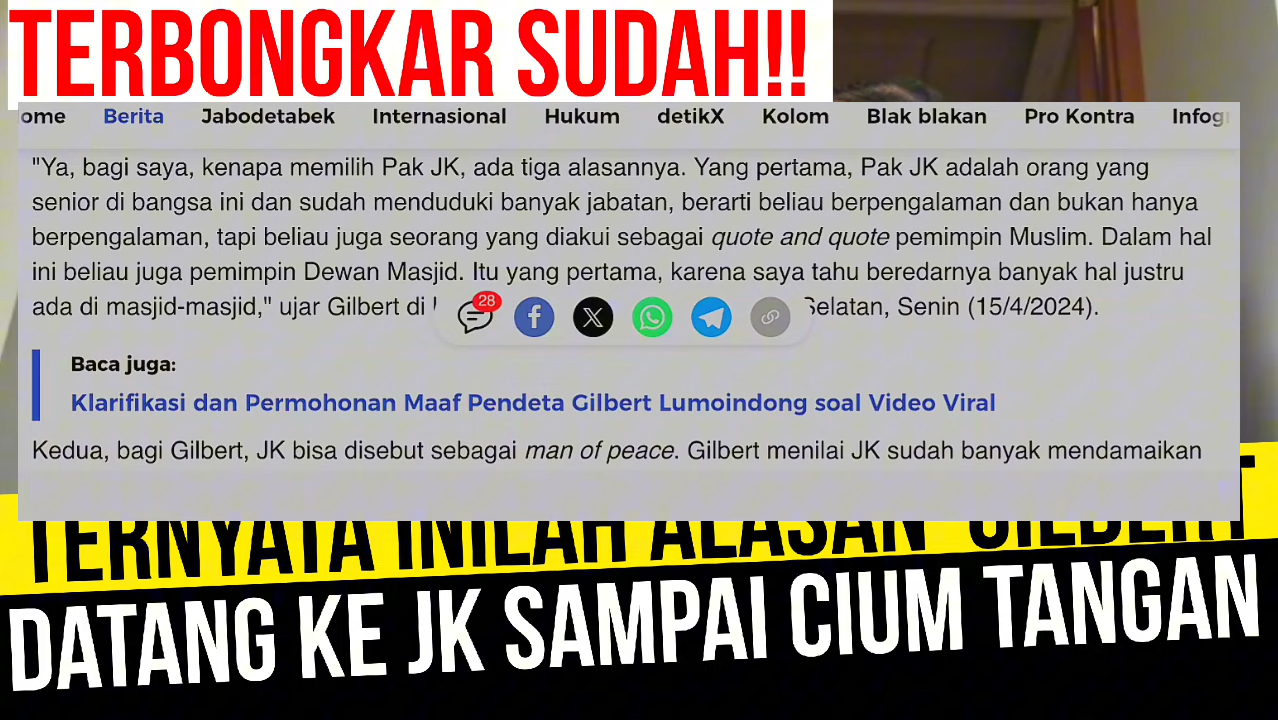 TERBONGKAR SUDAH!!
ome Berita Jabodetabek Internasional Hukum detikX Kolom Blak blakan Pro Kontra Infog
"Ya, bagi saya, kenapa memilih Pak JK, ada tiga alasannya. Yang pertama, Pak JK adalah orang yang
senior di bangsa ini dan sudah menduduki banyak jabatan, berarti beliau berpengalaman dan bukan hanya
berpengalaman, tapi beliau juga seorang yang diakui sebagai quote and quote pemimpin Muslim. Dalam hal
ini beliau juga pemimpin Dewan Masjid. Itu yang pertama, karena saya tahu beredarnya banyak hal justru
ada di masjid-masjid," ujar Gilbert di Selatan, Senin (15/4/2024).
28
Baca juga:
Klarifikasi dan Permohonan Maaf Pendeta Gilbert Lumoindong soal Video Viral
Kedua, bagi Gilbert, JK bisa disebut sebagai man of peace. Gilbert menilai JK sudah banyak mendamaikan
TERNYATA INILAH ALASAN GILBERT
DATANG KE JK SAMPAI CIUM TANGAN